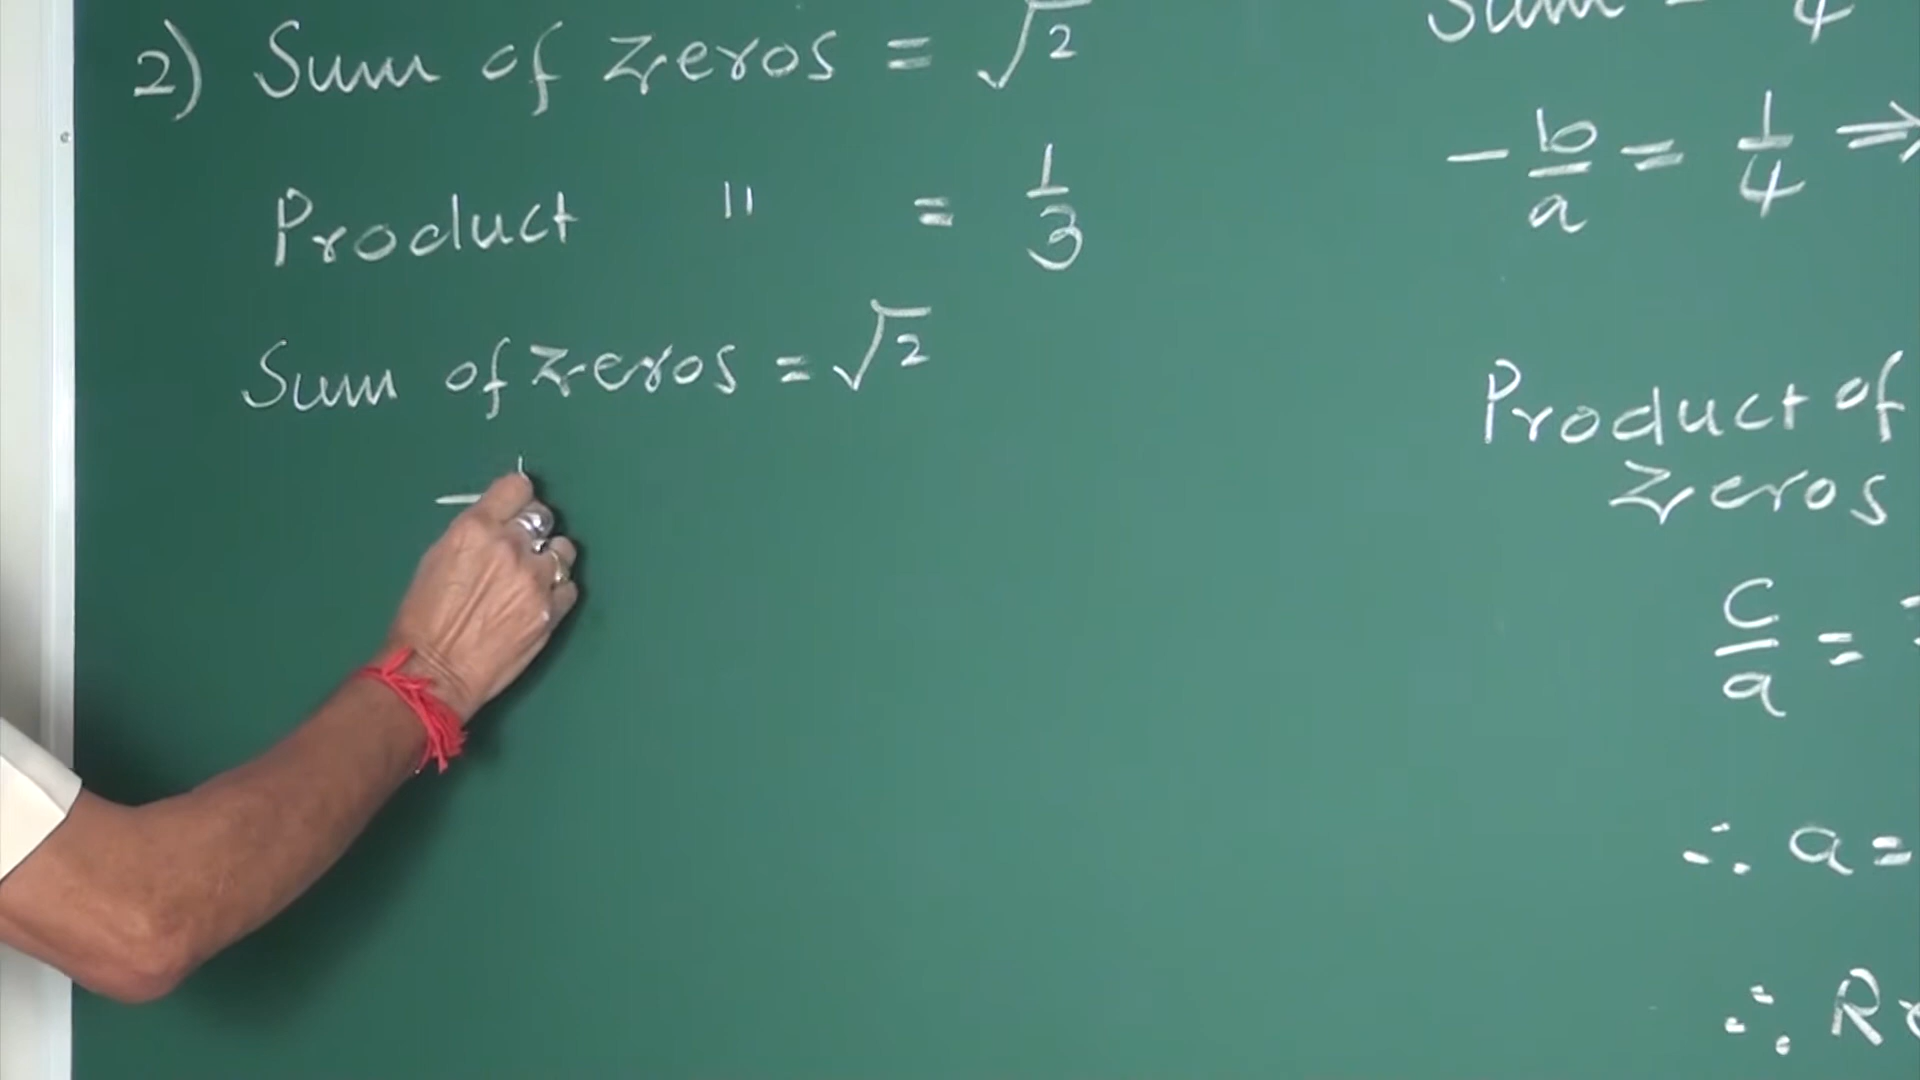 2) Sum of zeros = √2
Product " = 1/3
Sum of zeros = √2
-
Sum = 1/4
-b/a = 1/4 ⇒
Product of
zeros
c/a =
∴ a =
∴